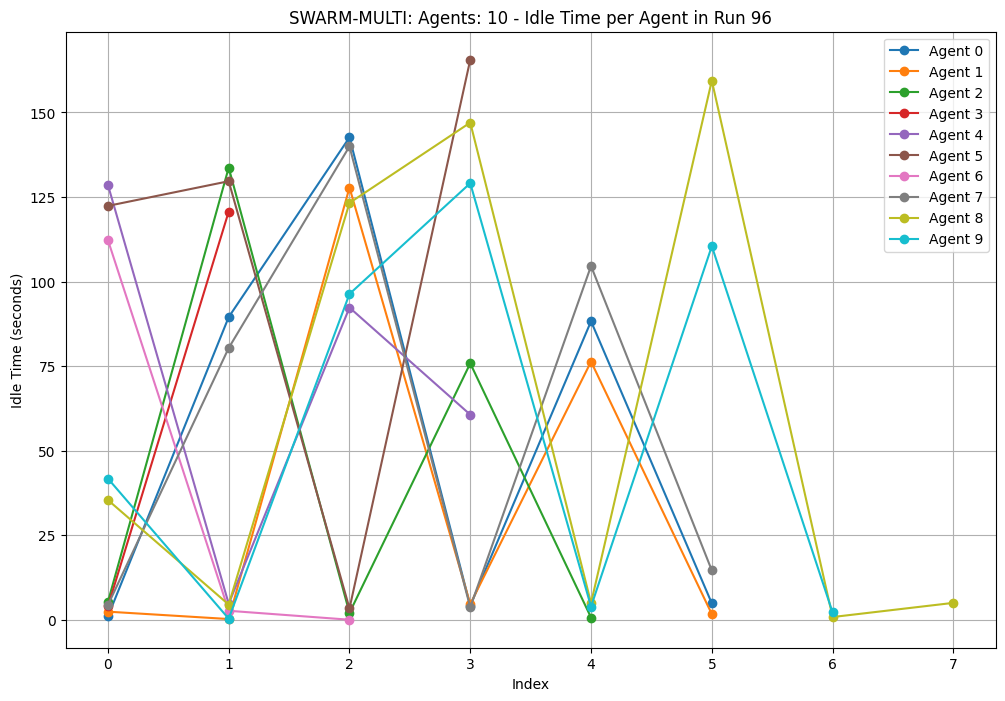 SWARM-MULTI: Agents: 10 - Idle Time per Agent in Run 96
Agent 0
Agent 1
Agent 2
Agent 3
Agent 4
Agent 5
Agent 6
Agent 7
Agent 8
Agent 9
Idle Time (seconds)
150
125
100
75
50
25
0
0 1 2 3 4 5 6 7
Index